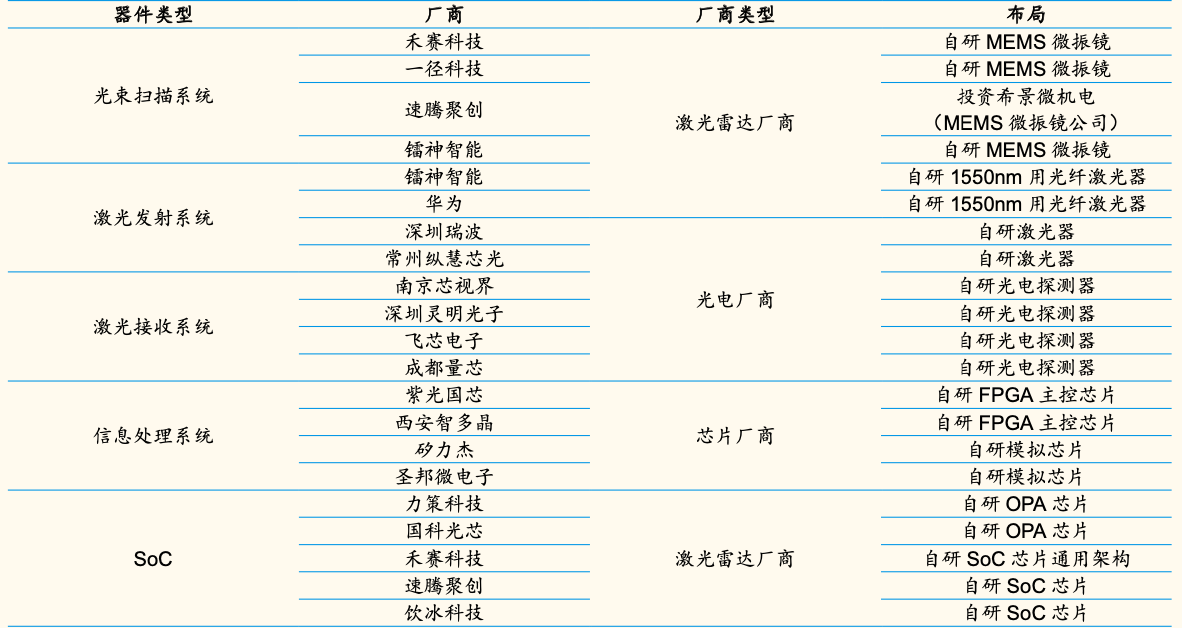 器件类型 厂商 厂商类型 布局
禾赛科技 自研 MEMS 微振镜
一径科技 自研 MEMS 微振镜
光束扫描系统 速腾聚创 激光雷达厂商 投资希景微机电
（MEMS 微振镜公司）
镭神智能 自研 MEMS 微振镜
镭神智能 自研 1550nm 用光纤激光器
激光发射系统 华为 自研 1550nm 用光纤激光器
深圳瑞波 自研激光器
常州纵慧芯光 自研激光器
南京芯视界 光电厂商 自研光电探测器
深圳灵明光子 自研光电探测器
激光接收系统 飞芯电子 自研光电探测器
成都量芯 自研光电探测器
紫光国芯 自研 FPGA 主控芯片
西安智多晶 自研 FPGA 主控芯片
信息处理系统 芯片厂商
矽力杰 自研模拟芯片
圣邦微电子 自研模拟芯片
力策科技 自研 OPA 芯片
国科光芯 自研 OPA 芯片
SoC 禾赛科技 激光雷达厂商 自研 SoC 芯片通用架构
速腾聚创 自研 SoC 芯片
饮冰科技 自研 SoC 芯片